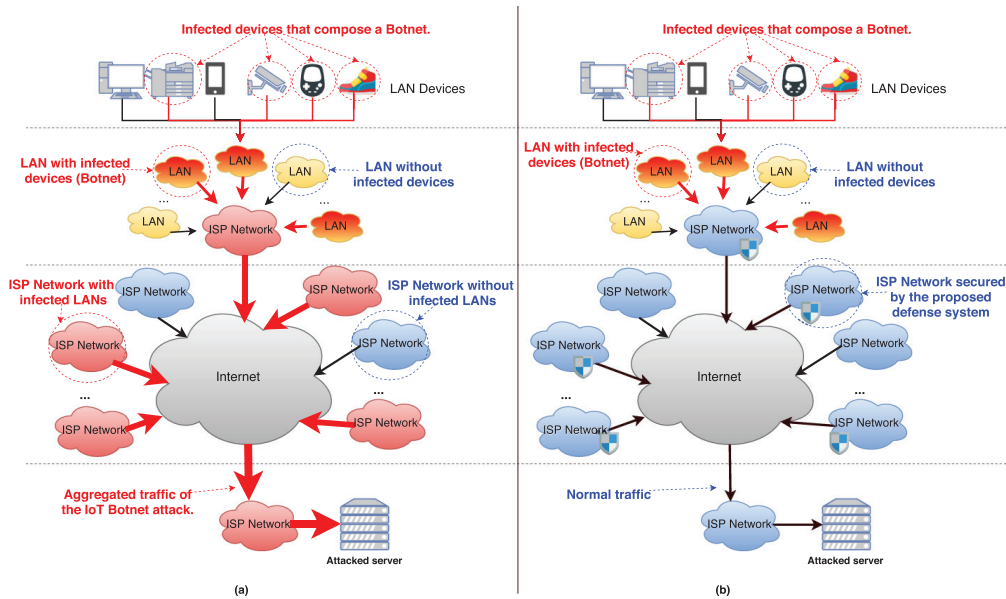 Infected devices that compose a Botnet.
LAN Devices
LAN with infected
devices (Botnet)
LAN
LAN
LAN
LAN without
infected devices
...
...
LAN
ISP Network
LAN
ISP Network with
infected LANs
ISP Network
ISP Network
ISP Network without
infected LANs
ISP Network
ISP Network
Internet
...
...
ISP Network
ISP Network
Aggregated traffic of
the IoT Botnet attack.
ISP Network
Attacked server
(a)
Infected devices that compose a Botnet.
LAN Devices
LAN with infected
devices (Botnet)
LAN
LAN
LAN
LAN without
infected devices
...
...
LAN
ISP Network
LAN
ISP Network
ISP Network
ISP Network secured
by the proposed
defense system
ISP Network
ISP Network
Internet
...
...
ISP Network
ISP Network
Normal traffic
ISP Network
Attacked server
(b)